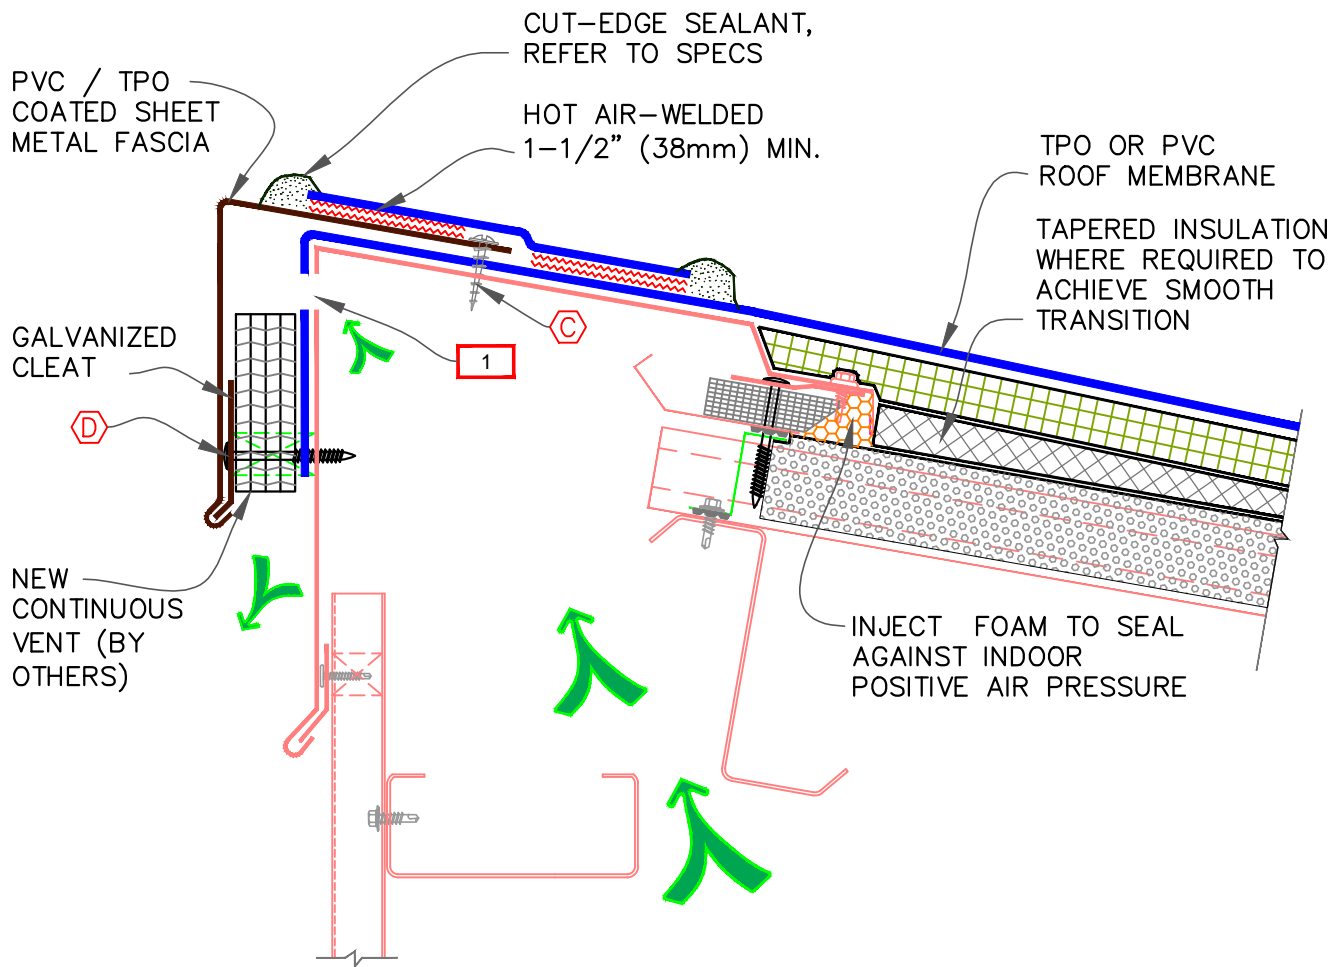 CUT-EDGE SEALANT,
REFER TO SPECS
PVC / TPO
COATED SHEET
METAL FASCIA
HOT AIR-WELDED
1-1/2" (38mm) MIN.
TPO OR PVC
ROOF MEMBRANE
TAPERED INSULATION
WHERE REQUIRED TO
ACHIEVE SMOOTH
TRANSITION
GALVANIZED
CLEAT
C
1
D
NEW
CONTINUOUS
VENT (BY
OTHERS)
INJECT FOAM TO SEAL
AGAINST INDOOR
POSITIVE AIR PRESSURE